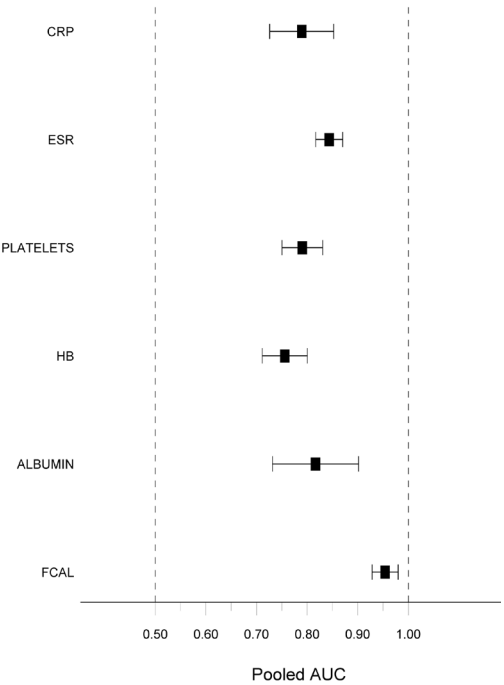 CRP
ESR
PLATELETS
HB
ALBUMIN
FCAL
0.50 0.60 0.70 0.80 0.90 1.00
Pooled AUC